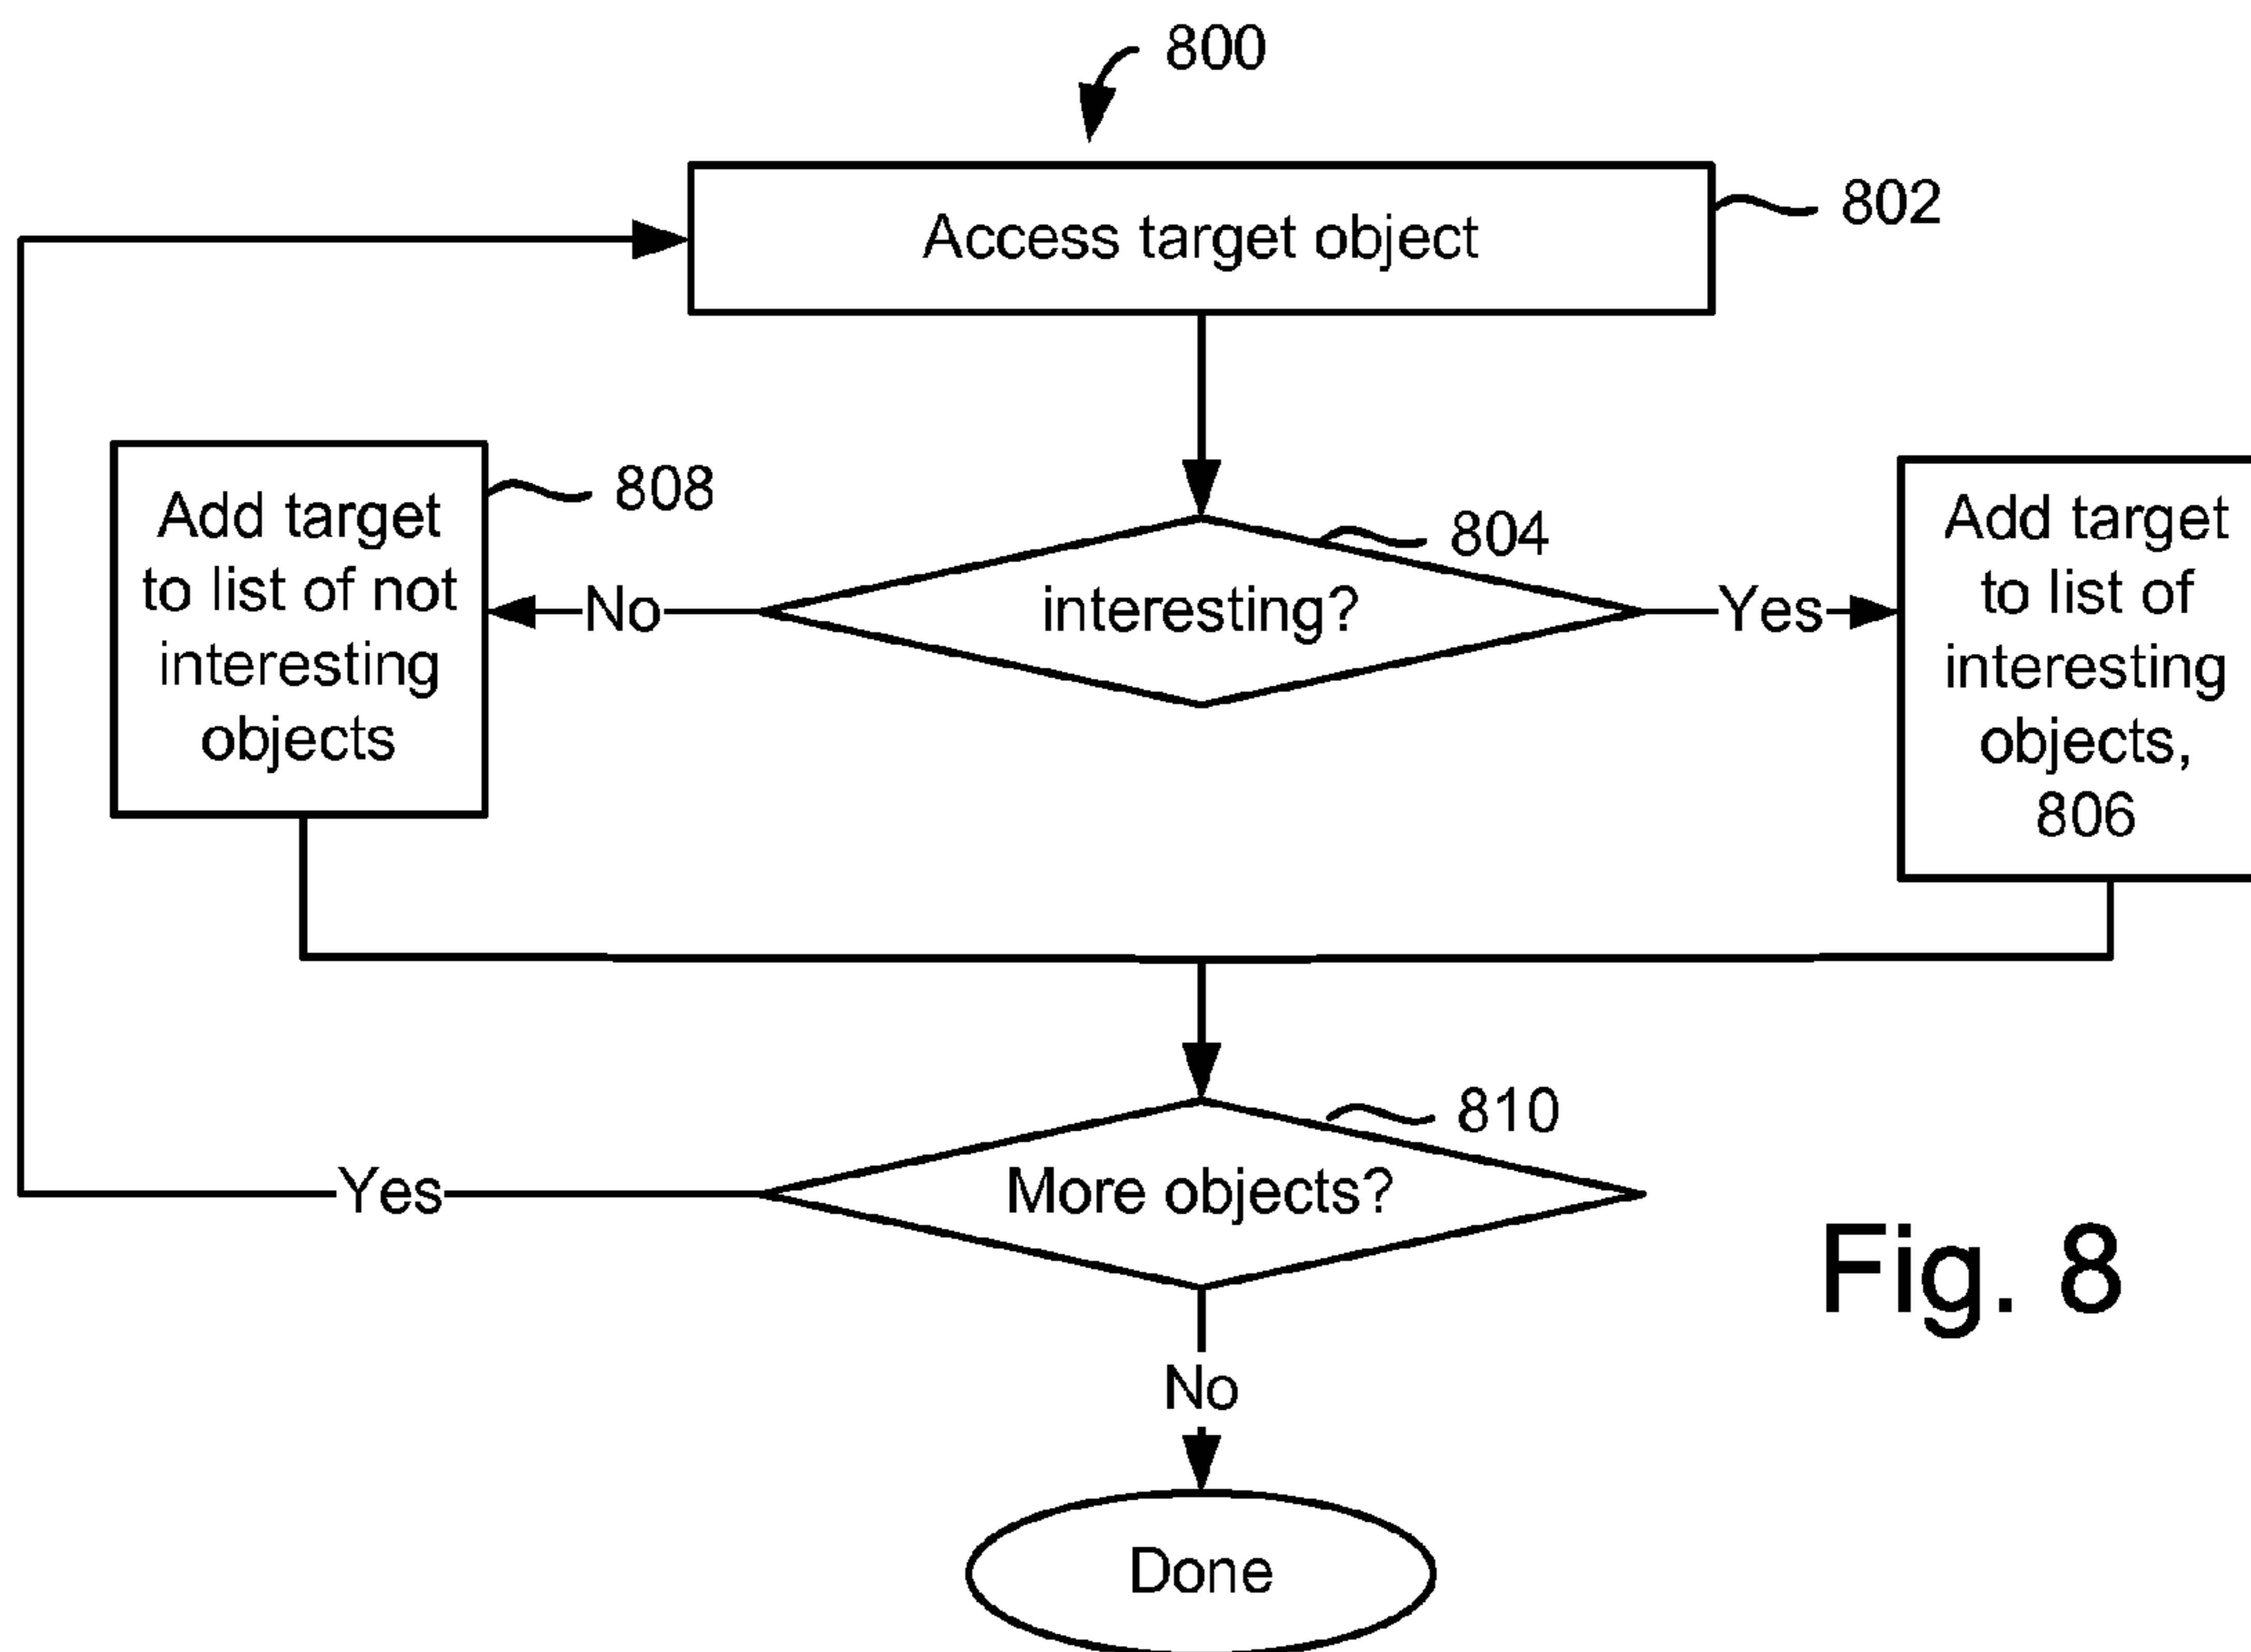 800
Access target object
802
Add target
to list of not
interesting
objects
808
No
interesting?
804
Yes
Add target
to list of
interesting
objects,
806
More objects?
810
Yes
No
Done
Fig. 8